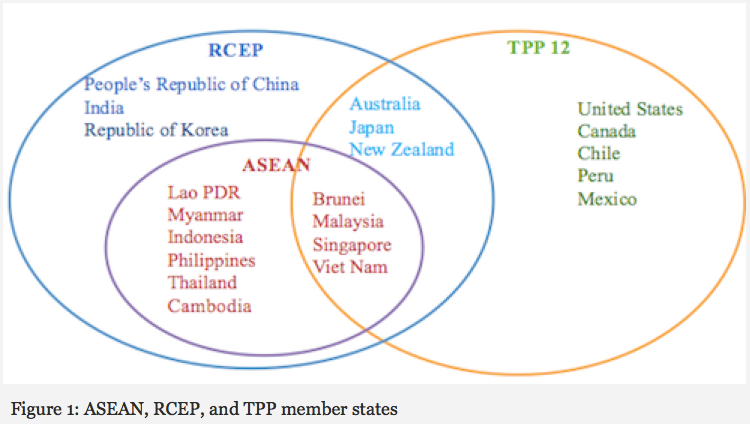 RCEP
TPP 12
People's Republic of China
India
Republic of Korea
Australia
Japan
New Zealand
United States
Canada
Chile
Peru
Mexico
ASEAN
Lao PDR
Myanmar
Indonesia
Philippines
Thailand
Cambodia
Brunei
Malaysia
Singapore
Viet Nam
Figure 1: ASEAN, RCEP, and TPP member states